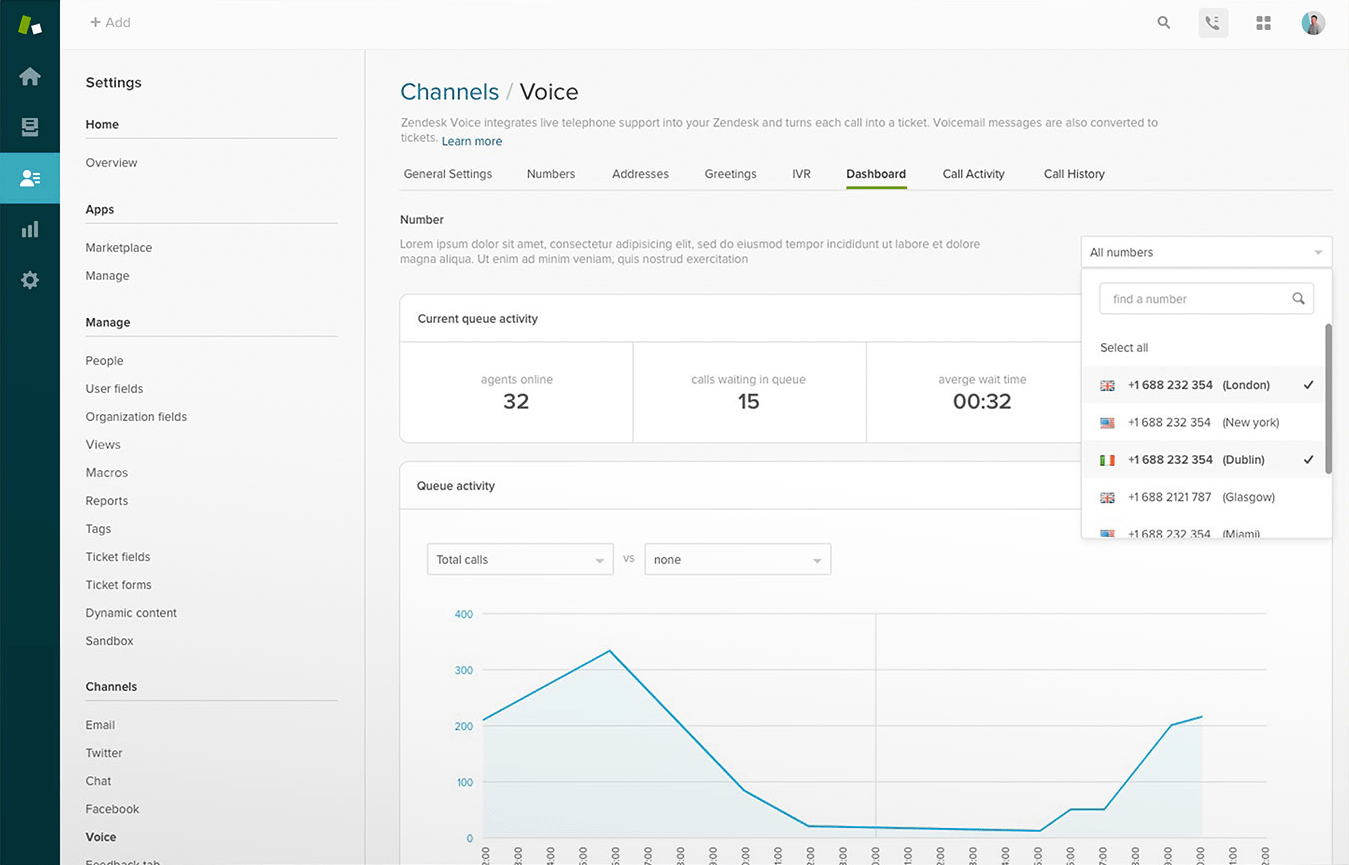 + Add
Settings
Home
Overview
Apps
Marketplace
Manage
Manage
People
User fields
Organization fields
Views
Macros
Reports
Tags
Ticket fields
Ticket forms
Dynamic content
Sandbox
Channels
Email
Twitter
Chat
Facebook
Voice
Feedback tab
Channels / Voice
Zendesk Voice integrates live telephone support into your Zendesk and turns each call into a ticket. Voicemail messages are also converted to
tickets. Learn more
General Settings Numbers Addresses Greetings IVR Dashboard Call Activity Call History
Number
Lorem ipsum dolor sit amet, consectetur adipisicing elit, sed do eiusmod tempor incididunt ut labore et dolore
magna aliqua. Ut enim ad minim veniam, quis nostrud exercitation
All numbers
find a number
Select all
+1 688 232 354 (London)
+1 688 232 354 (New york)
+1 688 232 354 (Dublin)
+1 688 2121 787 (Glasgow)
+1 688 232 354 (Miami)
Current queue activity
agents online calls waiting in queue averge wait time
32 15 00:32
Queue activity
Total calls vs none
400
300
200
100
0